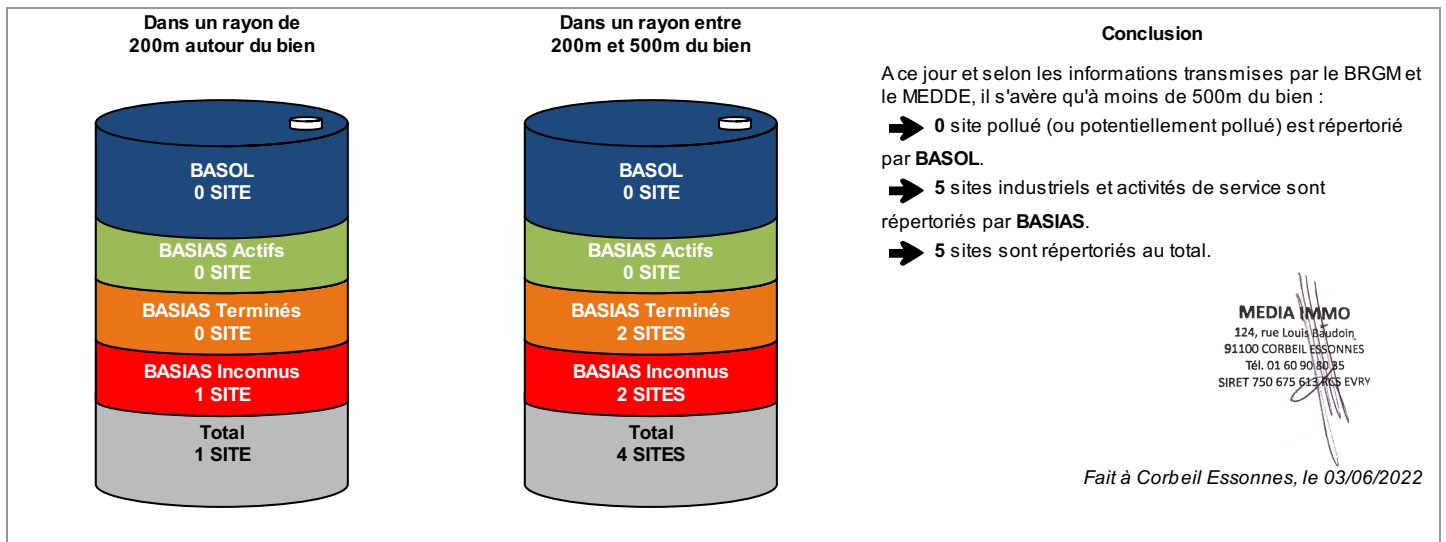 Dans un rayon de
200m autour du bien
BASOL
0 SITE
BASIAS Actifs
0 SITE
BASIAS Terminés
0 SITE
BASIAS Inconnus
1 SITE
Total
1 SITE
Dans un rayon entre
200m et 500m du bien
BASOL
0 SITE
BASIAS Actifs
0 SITE
BASIAS Terminés
2 SITES
BASIAS Inconnus
2 SITES
Total
4 SITES
Conclusion
A ce jour et selon les informations transmises par le BRGM et
le MEDDE, il s'avère qu'à moins de 500m du bien :
0 site pollué (ou potentiellement pollué) est répertorié
par BASOL.
5 sites industriels et activités de service sont
répertoriés par BASIAS.
5 sites sont répertoriés au total.
MEDIA IMMO
124, rue Louis Baudoin
91100 CORBEIL ESSONNES
Tél. 01 60 90 80 35
SIRET 750 675 613 RCS EVRY
Fait à Corbeil Essonnes, le 03/06/2022